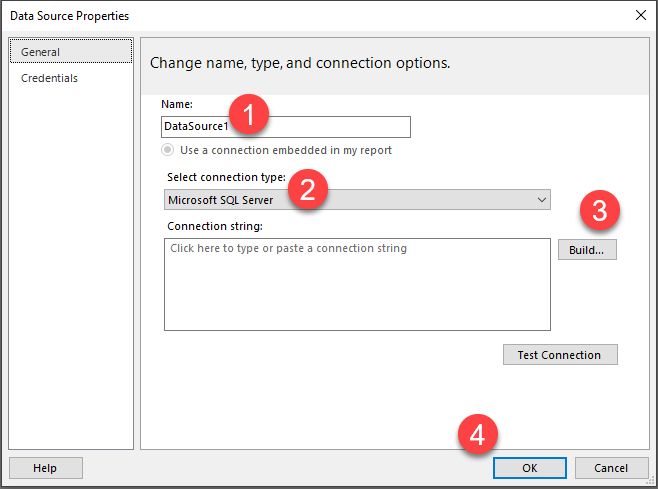 Data Source Properties
General
Credentials
Change name, type, and connection options.
Name:
1
DataSource1
Use a connection embedded in my report
Select connection type:
2
Microsoft SQL Server
3
Connection string:
Click here to type or paste a connection string
Build...
Test Connection
4
Help
OK
Cancel